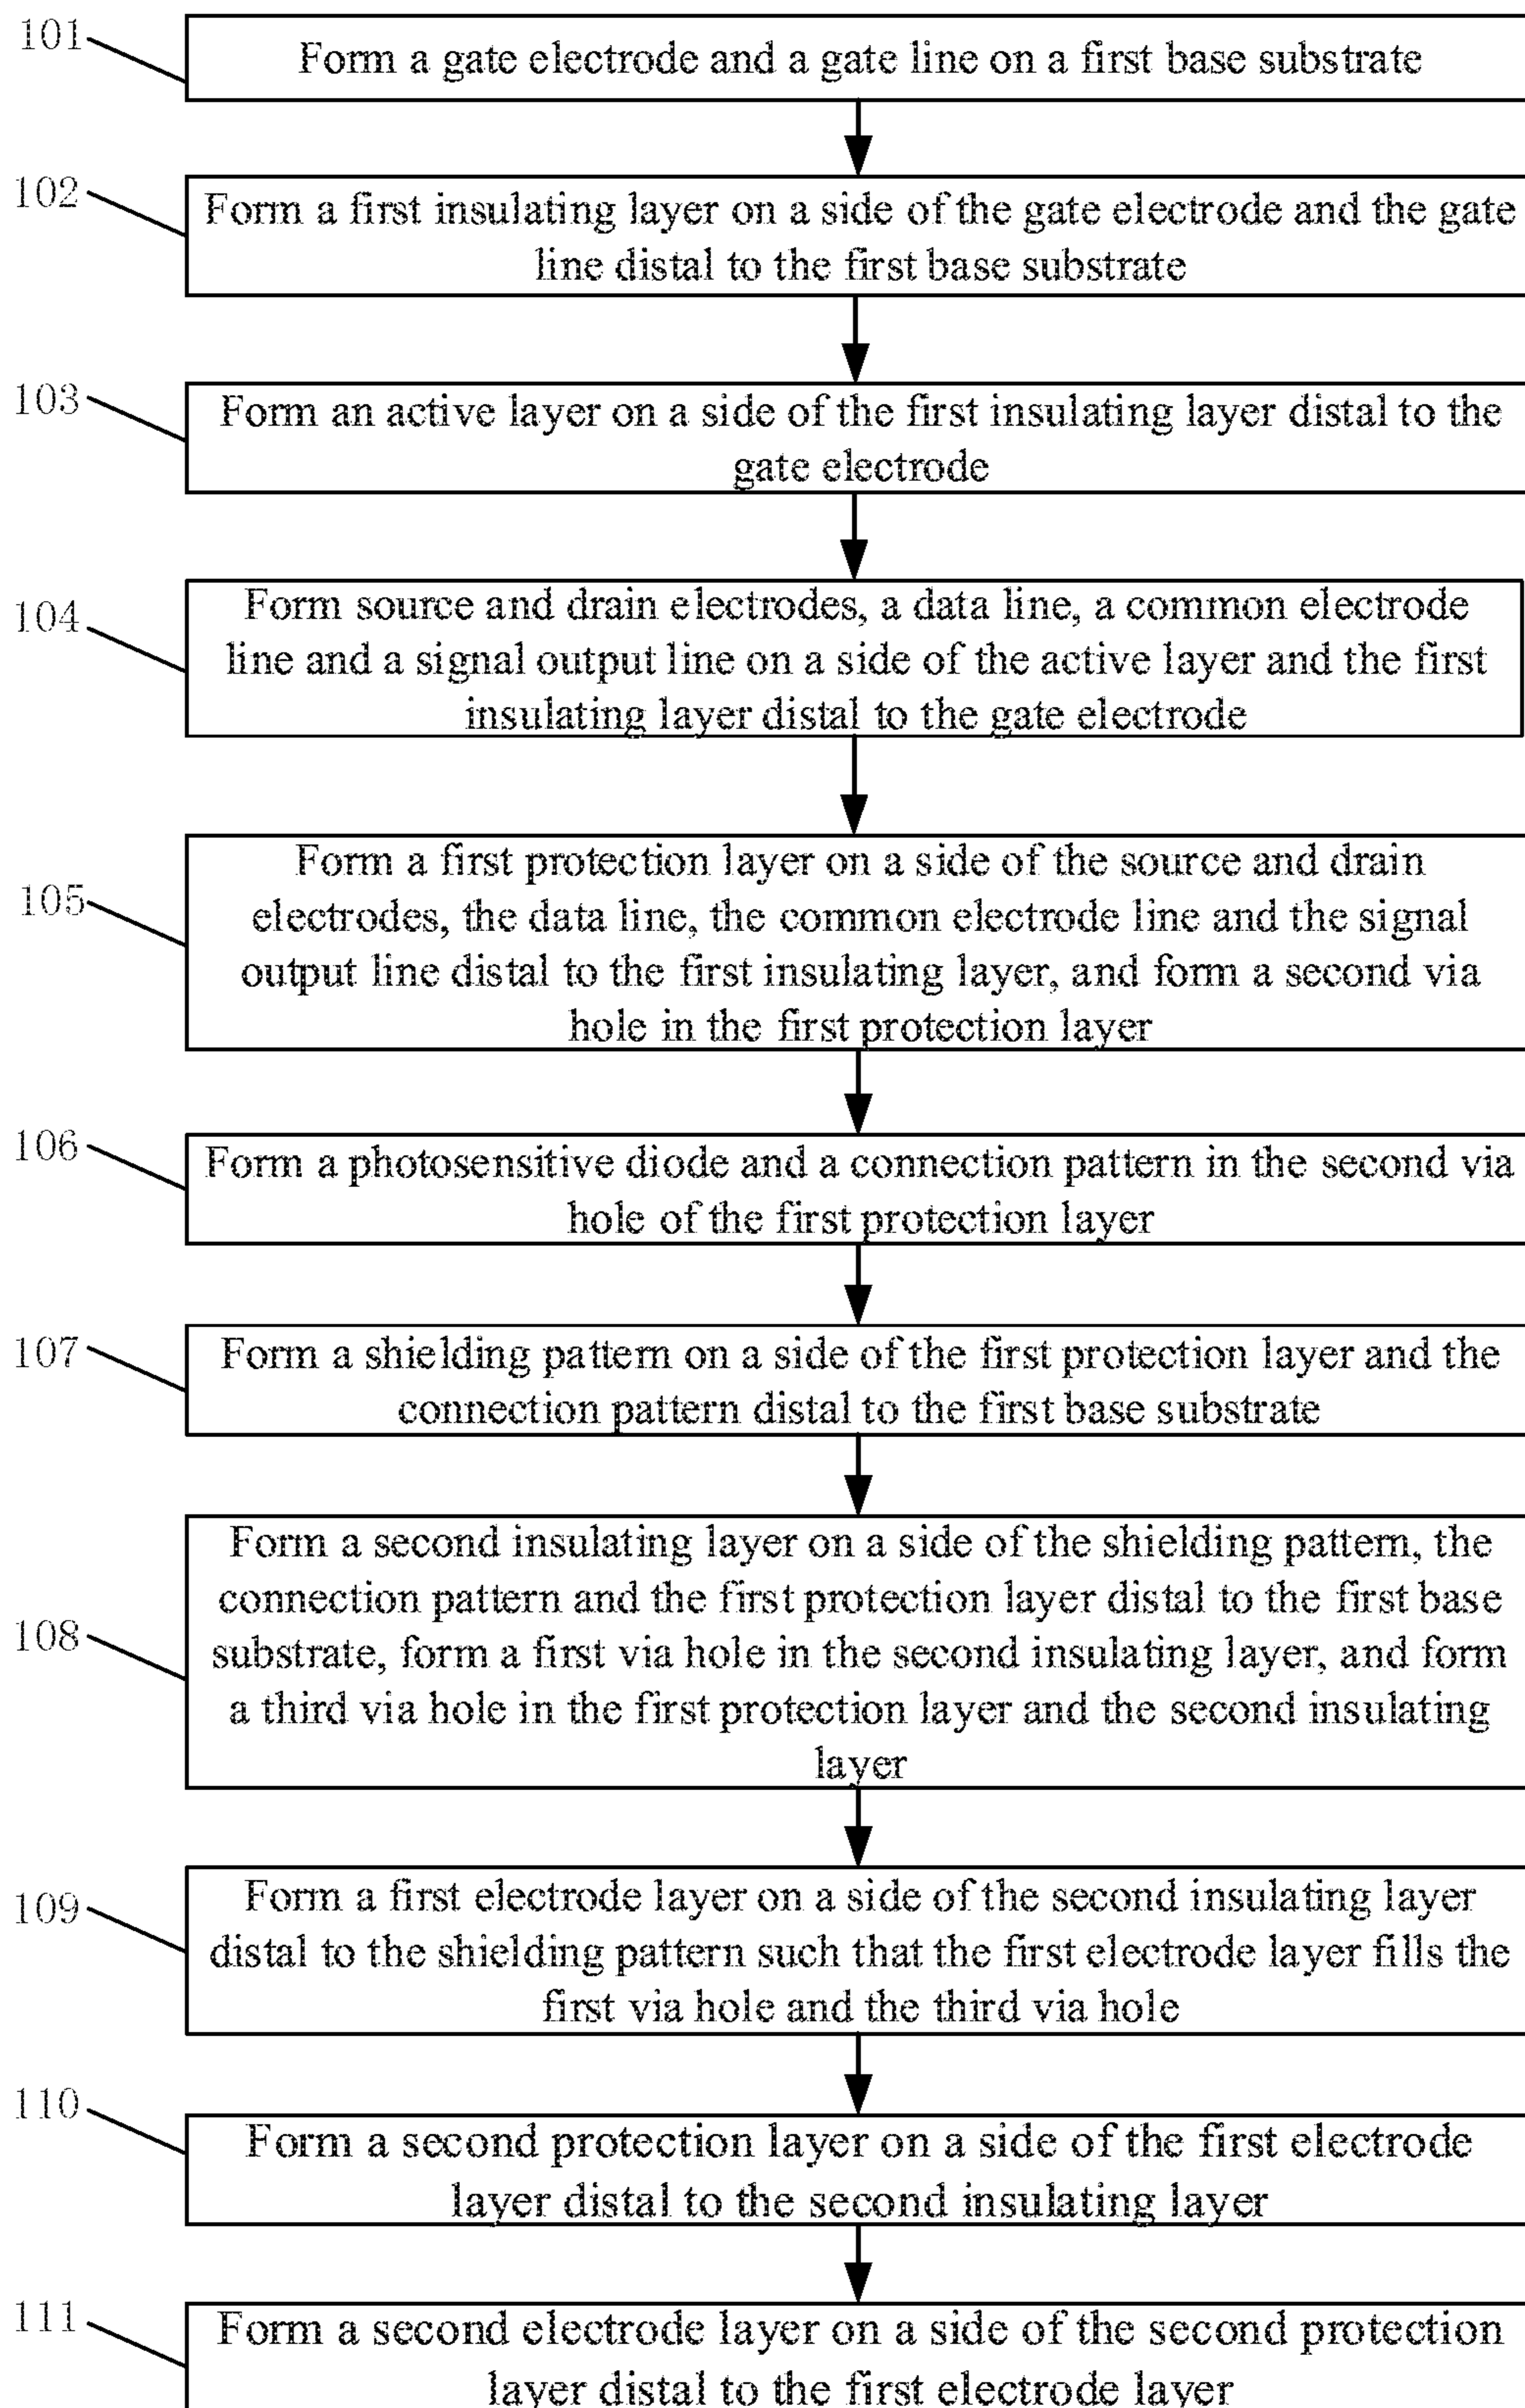 101
Form a gate electrode and a gate line on a first base substrate
102
Form a first insulating layer on a side of the gate electrode and the gate
line distal to the first base substrate
103
Form an active layer on a side of the first insulating layer distal to the
gate electrode
104
Form source and drain electrodes, a data line, a common electrode
line and a signal output line on a side of the active layer and the first
insulating layer distal to the gate electrode
105
Form a first protection layer on a side of the source and drain
electrodes, the data line, the common electrode line and the signal
output line distal to the first insulating layer, and form a second via
hole in the first protection layer
106
Form a photosensitive diode and a connection pattern in the second via
hole of the first protection layer
107
Form a shielding pattern on a side of the first protection layer and the
connection pattern distal to the first base substrate
108
Form a second insulating layer on a side of the shielding pattern, the
connection pattern and the first protection layer distal to the first base
substrate, form a first via hole in the second insulating layer, and form
a third via hole in the first protection layer and the second insulating
layer
109
Form a first electrode layer on a side of the second insulating layer
distal to the shielding pattern such that the first electrode layer fills the
first via hole and the third via hole
110
Form a second protection layer on a side of the first electrode
layer distal to the second insulating layer
111
Form a second electrode layer on a side of the second protection
layer distal to the first electrode layer